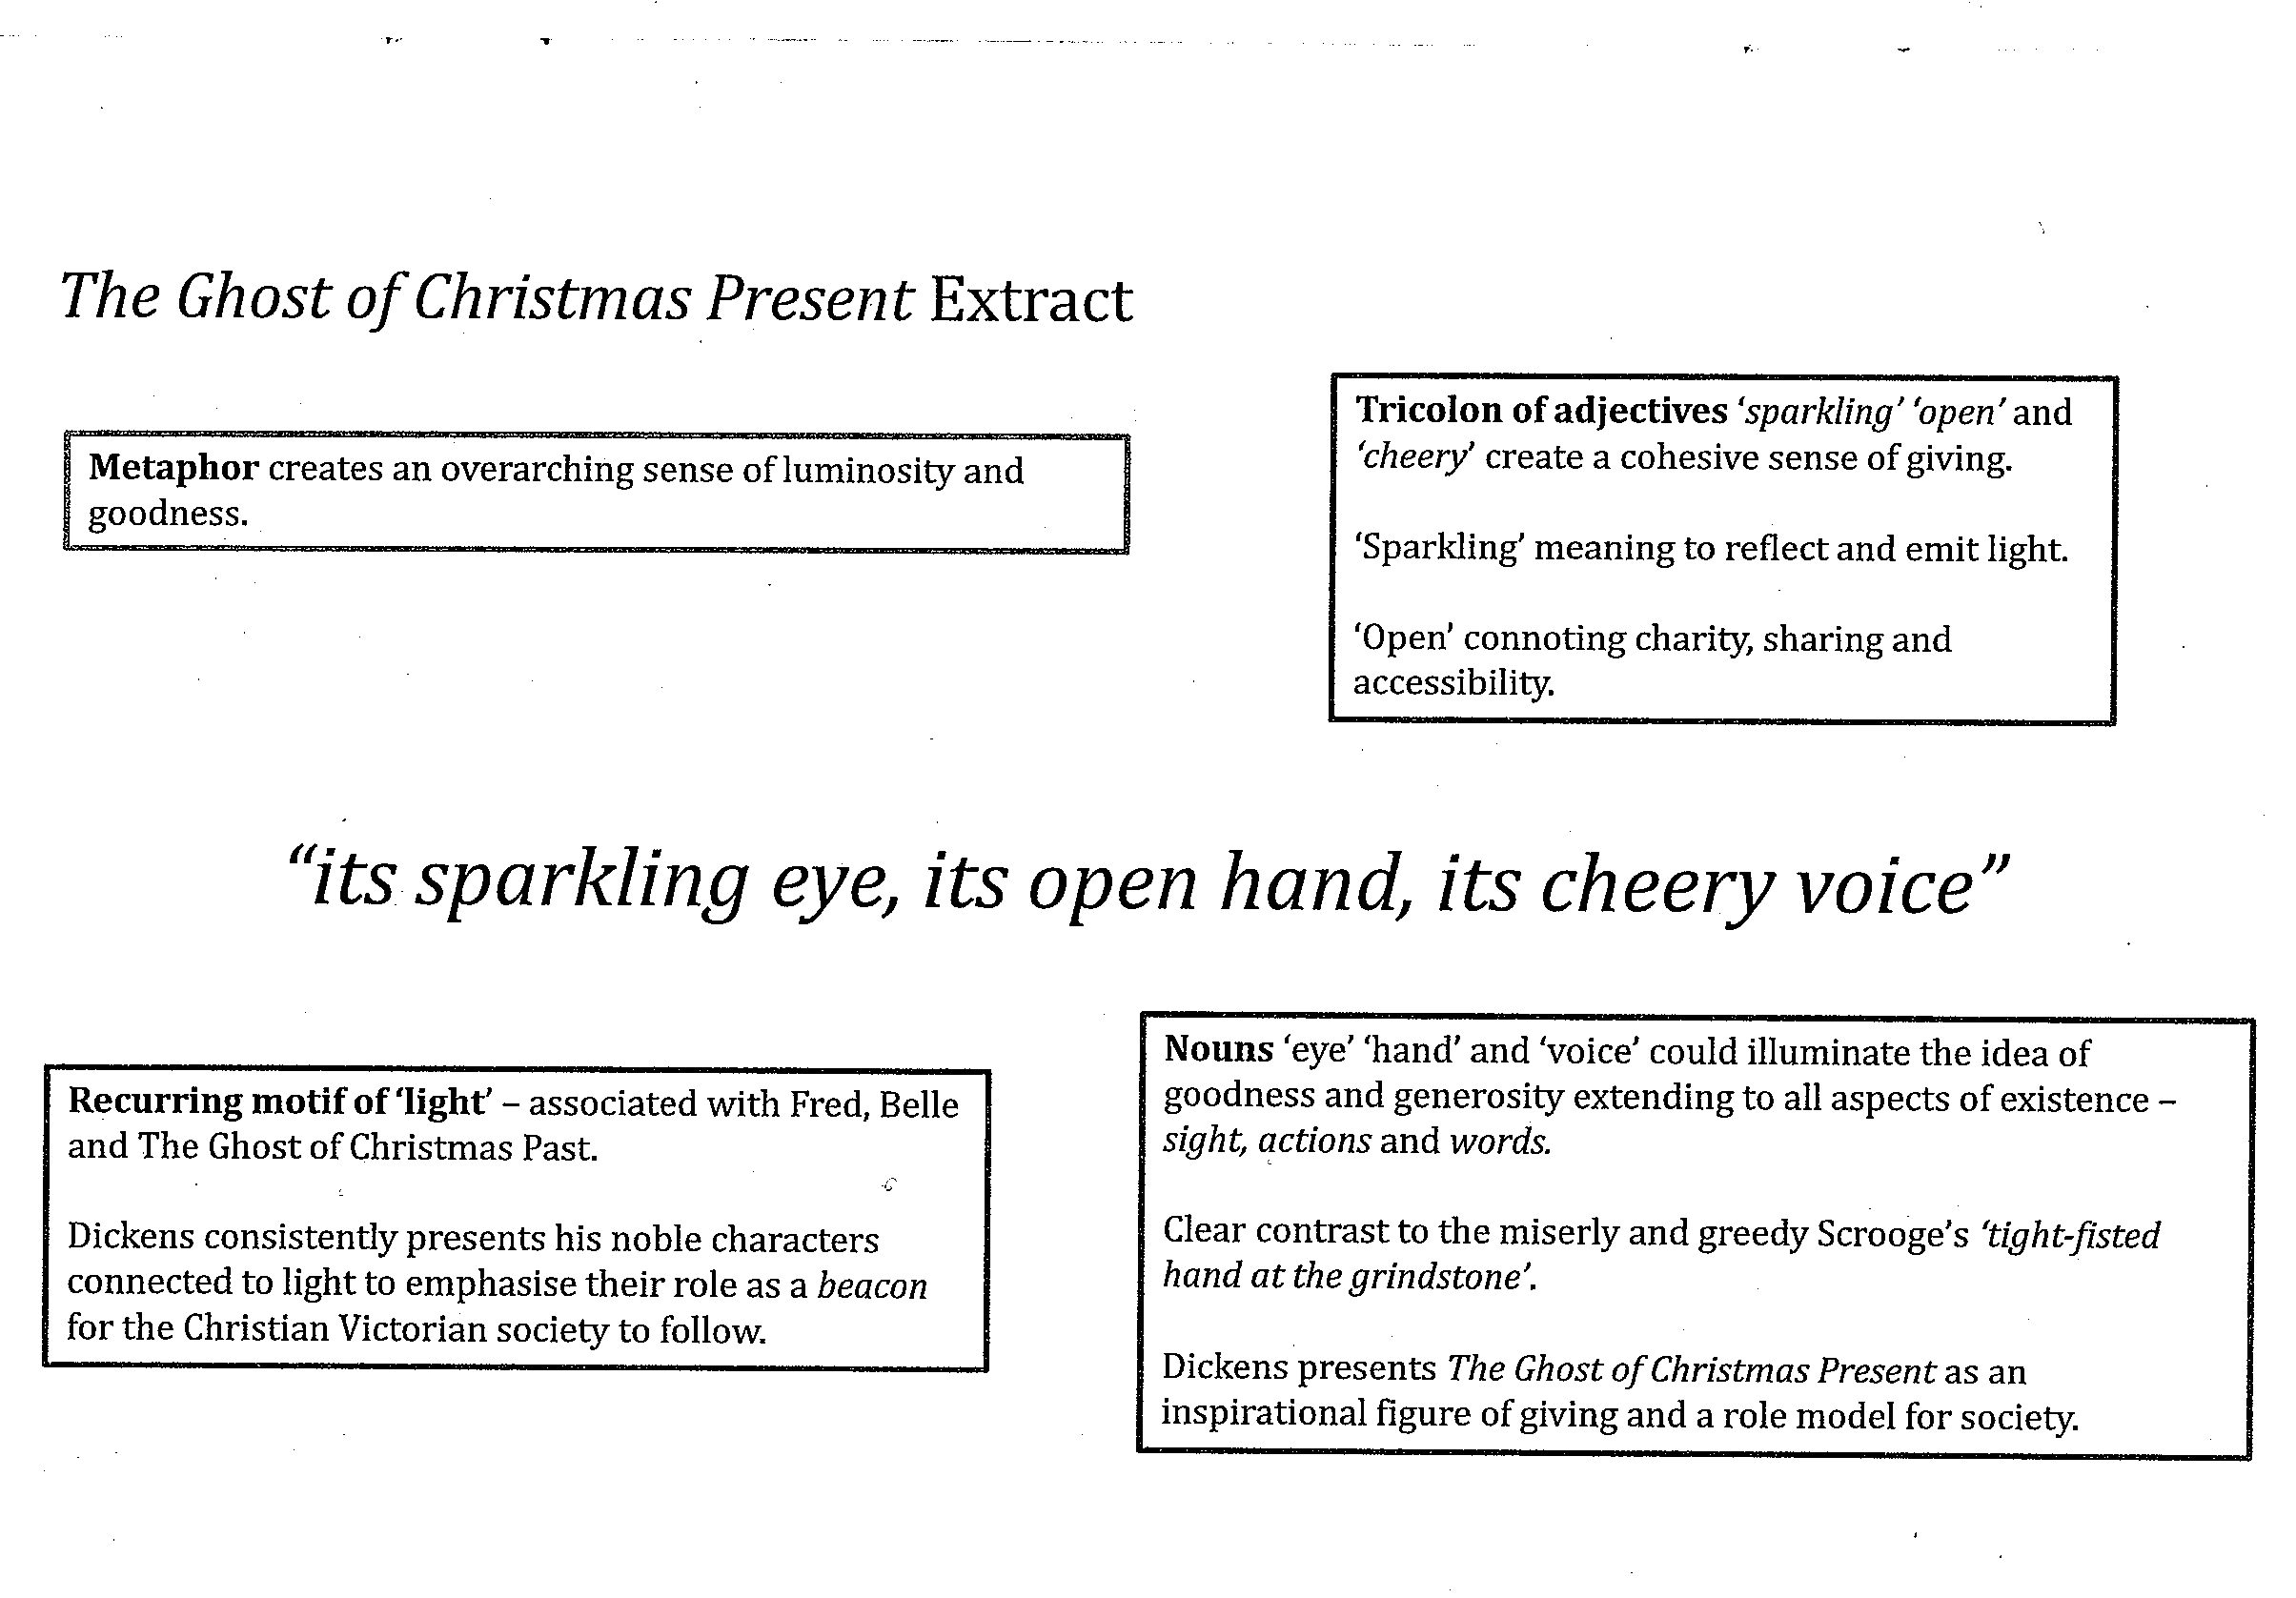 The Ghost of Christmas Present Extract
Metaphor creates an overarching sense of luminosity and
goodness.
Tricolon of adjectives ‘sparkling’ ‘open’ and
‘cheery’ create a cohesive sense of giving.
‘Sparkling’ meaning to reflect and emit light.
‘Open’ connoting charity, sharing and
accessibility.
“its sparkling eye, its open hand, its cheery voice”
Recurring motif of ‘light’ – associated with Fred, Belle
and The Ghost of Christmas Past.
Dickens consistently presents his noble characters
connected to light to emphasise their role as a beacon
for the Christian Victorian society to follow.
Nouns ‘eye’ ‘hand’ and ‘voice’ could illuminate the idea of
goodness and generosity extending to all aspects of existence –
sight, actions and words.
Clear contrast to the miserly and greedy Scrooge’s ‘tight-fisted
hand at the grindstone’.
Dickens presents The Ghost of Christmas Present as an
inspirational figure of giving and a role model for society.